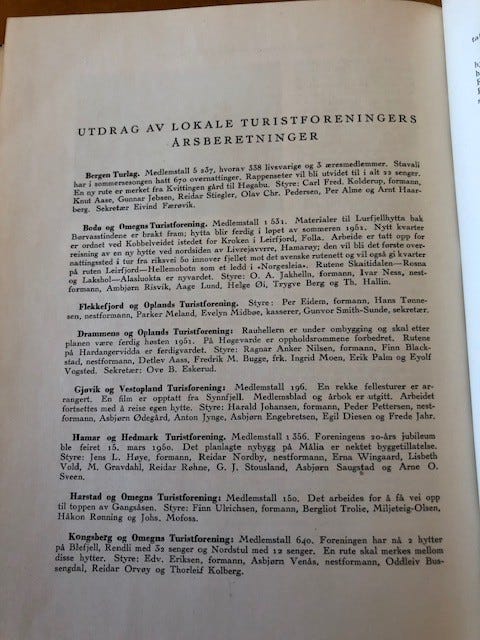 UTDRAG AV LOKALE TURISTFORENINGERS
ÅRSBERETNINGER
Bergen Turlag. Medlemstall 5 237, hvorav 338 livsvarige og 3 æresmedlemmer. Stavali
har i sommersesongen hatt 670 overnattinger. Rappenseter vil bli utvidet til i alt 22 senger.
En ny rute er merket fra Kvittingen gård til Høgabu. Styre: Carl Fred. Kolderup, formann,
Knut Aase, Gunnar Jebsen, Reidar Stiegler, Olav Chr. Pedersen, Per Alme og Arnt Haar-
berg. Sekretær Eivind Færøvik.
Bodø og Omegns Turistforening. Medlemstall 1 531. Materialer til Lurfjellhytta bak
Børvasstindene er brakt fram; hytta blir ferdig i løpet av sommeren 1961. Nytt kvarter
er ordnet ved Kobbelveidet istedet for Kroken i Leirfjord, Folla. Arbeide er tatt opp for
reisning av en ny hytte ved nordsiden av Livrejavvre, Hamarøy; den vil bli det første over-
nattingssted i tur fra riksvei 50 innover fjellet mot det svenske rutenett og vil også gi kvarter
på ruten Leirfjord—Hellemobotn som et ledd i «Norgesleia». Rutene Skaitidalen—Rosna
og Lakshol—Alasluokta er nyvardet. Styre: O. A. Jakhelln, formann, Ivar Ness, nest-
formann, Ambjørn Risvik, Aage Lund, Helge Øi, Trygve Berg og Th. Hallin.
Flekkefjord og Oplands Turistforening. Styre: Per Eidem, formann, Hans Tønne-
sen, nestformann, Parker Meland, Evelyn Midbøe, kasserer, Gunvor Smith-Sunde, sekretær.
Drammens og Oplands Turistforening: Rauhellern er under ombygging og skal etter
planen være ferdig høsten 1961. På Høgevarde er oppholdsrommene forbedret. Rutene
på Hardangervidda er ferdigvardet. Styre: Ragnar Anker Nilsen, formann, Finn Black-
stad, nestformann, Detlev Aass, Fredrik M. Bugge, frk. Ingrid Moen, Erik Palm og Eyolf
Vogsted. Sekretær: Ove B. Eskerud.
Gjøvik og Vestopland Turisforening: Medlemstall 196. En rekke fellesturer er ar-
rangert. En film er opptatt fra Synnfjell. Medlemsblad og årbok er utgitt. Arbeidet
fortsettes med å reise egen hytte. Styre: Harald Johansen, formann, Peder Pettersen, nest-
formann, Asbjørn Ødegård, Anton Jynge, Asbjørn Engebretsen, Egil Diesen og Frede Jahr.
Hamar og Hedmark Turistforening. Medlemstall 1 356. Foreningens 20-års jubileum
ble feiret 15. mars 1960. Det planlagte nybygg på Målia er nektet byggetillatelse.
Styre: Jens L. Høye, formann, Reidar Nordby, nestformann, Erna Wingaard, Lisbeth
Vold, M. Gravdahl, Reidar Røhne, G. J. Stousland, Asbjørn Saugstad og Arne O.
Sveen.
Harstad og Omegns Turistforening: Medlemstall 150. Det arbeides for å få vei opp
til toppen av Gangsåsen. Styre: Finn Ulrichsen, formann, Bergliot Trolie, Miljeteig-Olsen,
Håkon Rønning og Johs. Mofoss.
Kongsberg og Omegns Turistforening: Medlemstall 640. Foreningen har nå 2 hytter
på Blefjell, Rendli med 32 senger og Nordstul med 12 senger. En rute skal merkes mellom
disse hytter. Styre: Edv. Eriksen, formann, Asbjørn Venås, nestformann, Oddleiv Bus-
sengdal, Reidar Orvøy og Thorleif Kolberg.